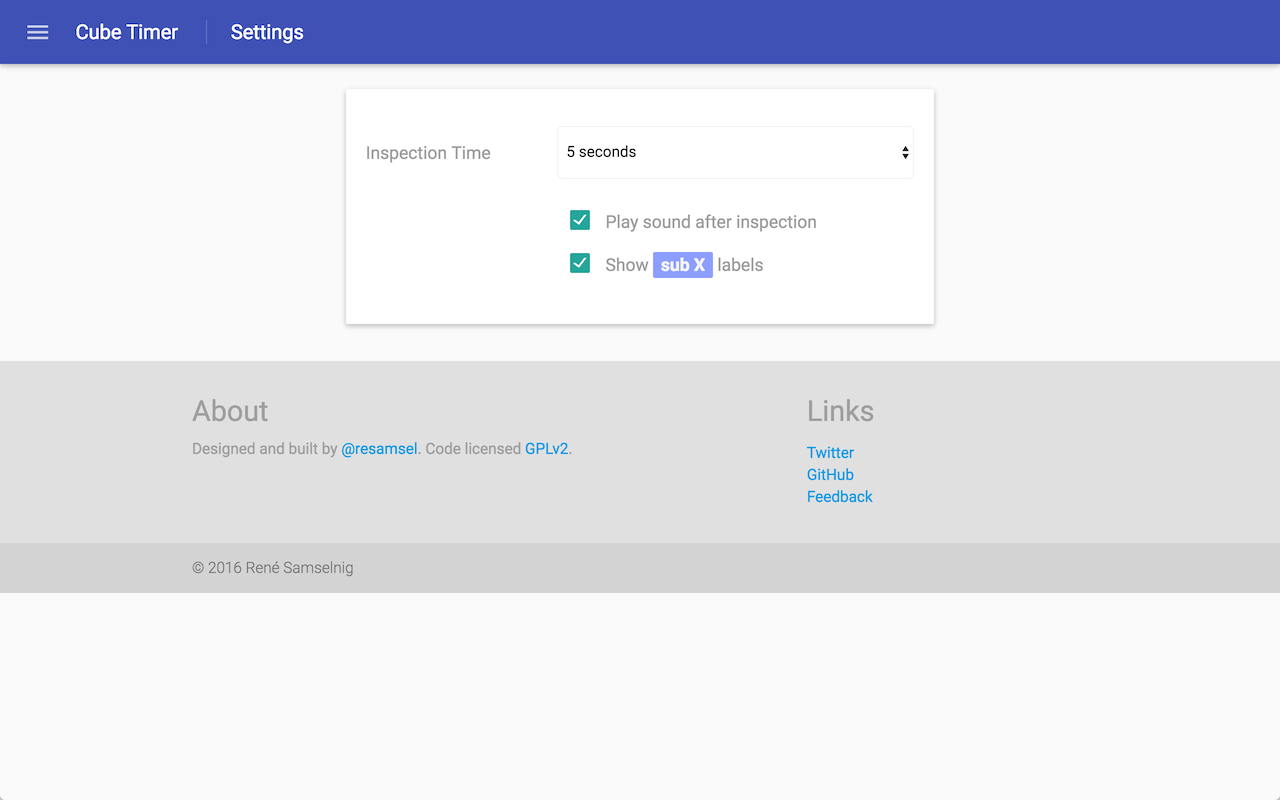 Cube Timer Settings
Inspection Time 5 seconds
Play sound after inspection
Show sub X labels
About
Designed and built by @resamsel. Code licensed GPLv2.
Links
Twitter
GitHub
Feedback
© 2016 René Samselnig